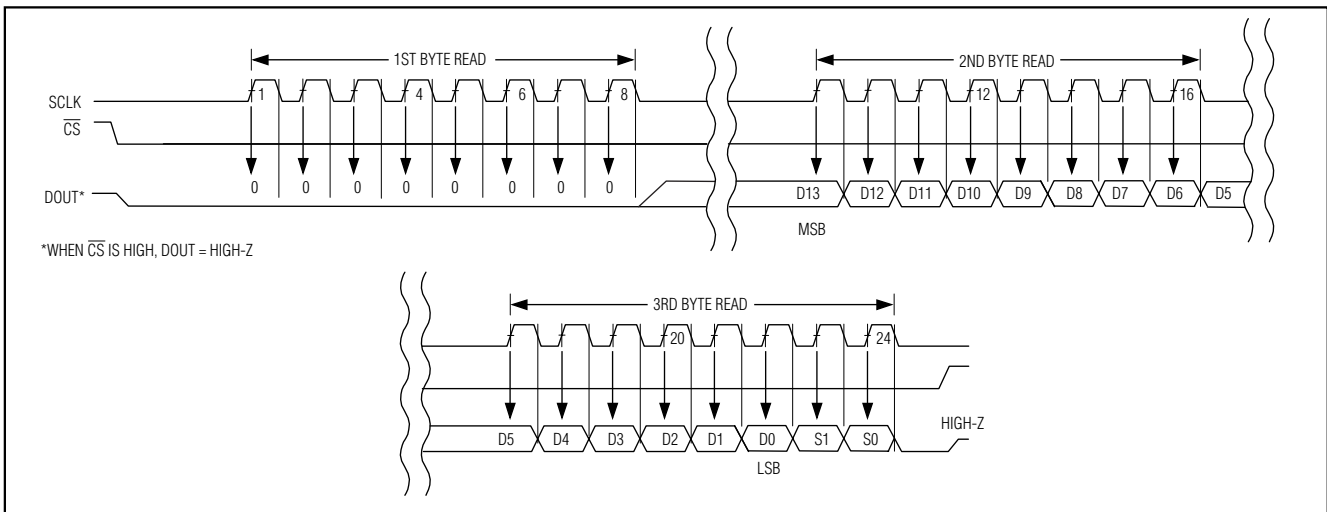 1ST BYTE READ
2ND BYTE READ
SCLK
1 4 6 8
12 16
CS
0 0 0 0 0 0 0 0
DOUT*
D13 D12 D11 D10 D9 D8 D7 D6 D5
MSB
*WHEN CS IS HIGH, DOUT = HIGH-Z
3RD BYTE READ
20 24
HIGH-Z
D5 D4 D3 D2 D1 D0 S1 S0
LSB